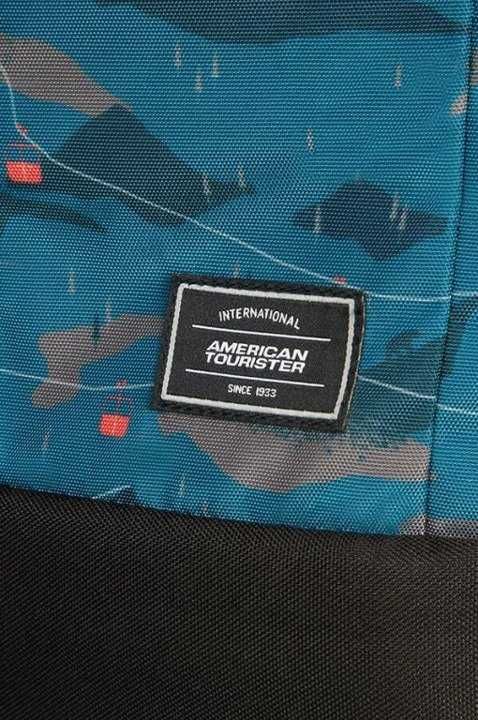 INTERNATIONAL
AMERICAN
TOURISTER
SINCE 1933